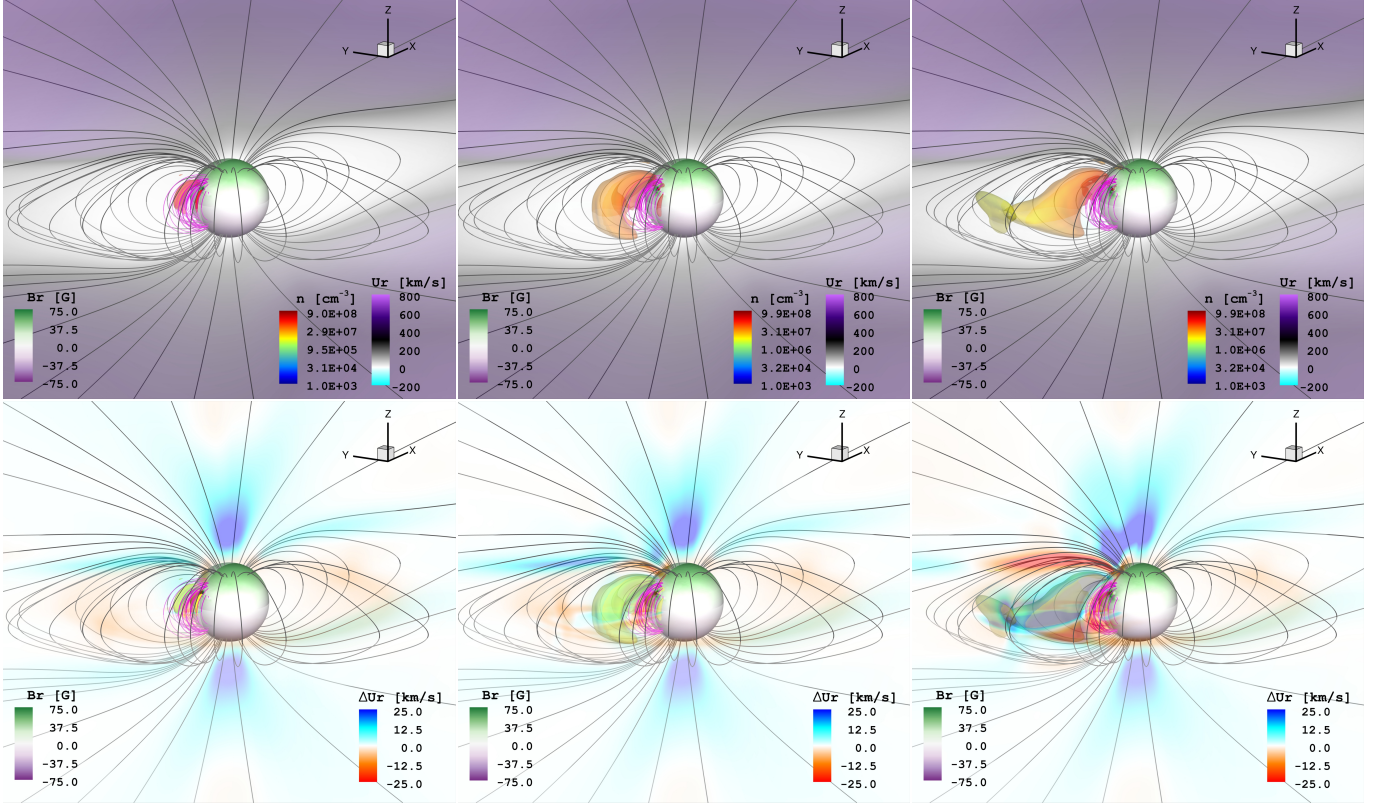 Z
Y
X
Br [G]
75.0
37.5
0.0
-37.5
-75.0
n [cm⁻³]
9.0E+08
2.9E+07
9.5E+05
3.1E+04
1.0E+03
Ur [km/s]
800
600
400
200
0
-200
Z
Y
X
Br [G]
75.0
37.5
0.0
-37.5
-75.0
n [cm⁻³]
9.9E+08
3.1E+07
1.0E+06
3.2E+04
1.0E+03
Ur [km/s]
800
600
400
200
0
-200
Z
Y
X
Br [G]
75.0
37.5
0.0
-37.5
-75.0
n [cm⁻³]
9.9E+08
3.1E+07
1.0E+06
3.2E+04
1.0E+03
Ur [km/s]
800
600
400
200
0
-200
Z
Y
X
Br [G]
75.0
37.5
0.0
-37.5
-75.0
ΔUr [km/s]
25.0
12.5
0.0
-12.5
-25.0
Z
Y
X
Br [G]
75.0
37.5
0.0
-37.5
-75.0
ΔUr [km/s]
25.0
12.5
0.0
-12.5
-25.0
Z
Y
X
Br [G]
75.0
37.5
0.0
-37.5
-75.0
ΔUr [km/s]
25.0
12.5
0.0
-12.5
-25.0